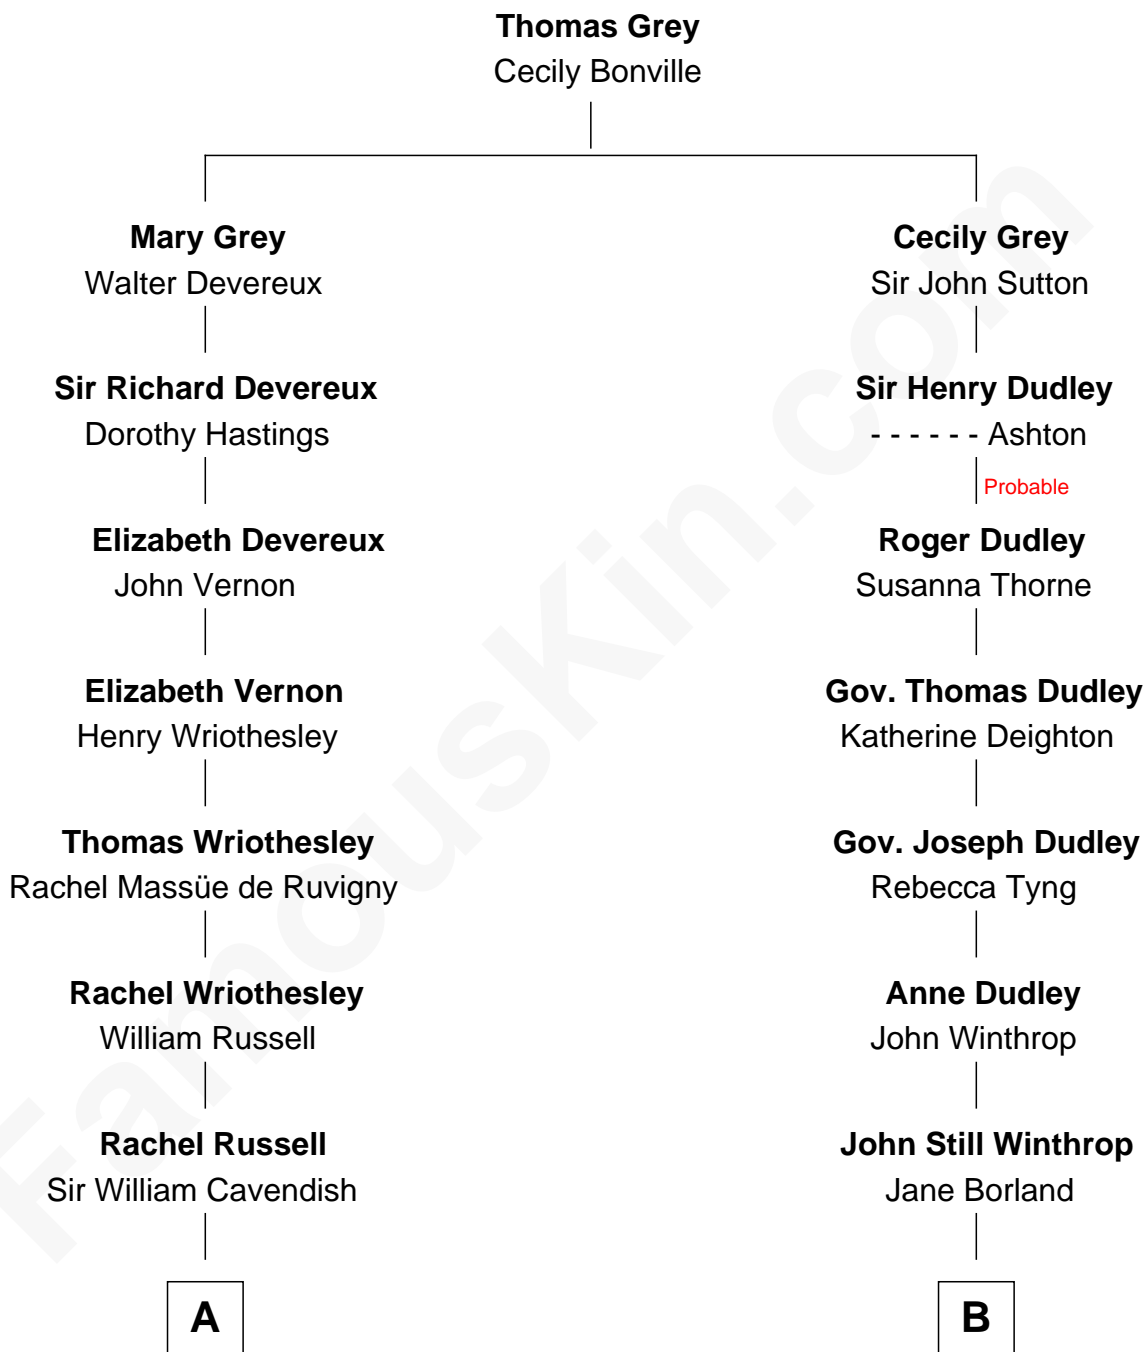 Thomas Grey
Cecily Bonville
Mary Grey
Walter Devereux
Cecily Grey
Sir John Sutton
Sir Richard Devereux
Dorothy Hastings
Sir Henry Dudley
- - - - - - Ashton
Probable
Elizabeth Devereux
John Vernon
Roger Dudley
Susanna Thorne
Elizabeth Vernon
Henry Wriothesley
Gov. Thomas Dudley
Katherine Deighton
Thomas Wriothesley
Rachel Massüe de Ruvigny
Gov. Joseph Dudley
Rebecca Tyng
Rachel Wriothesley
William Russell
Anne Dudley
John Winthrop
Rachel Russell
Sir William Cavendish
John Still Winthrop
Jane Borland
A
B
FamousKin.com